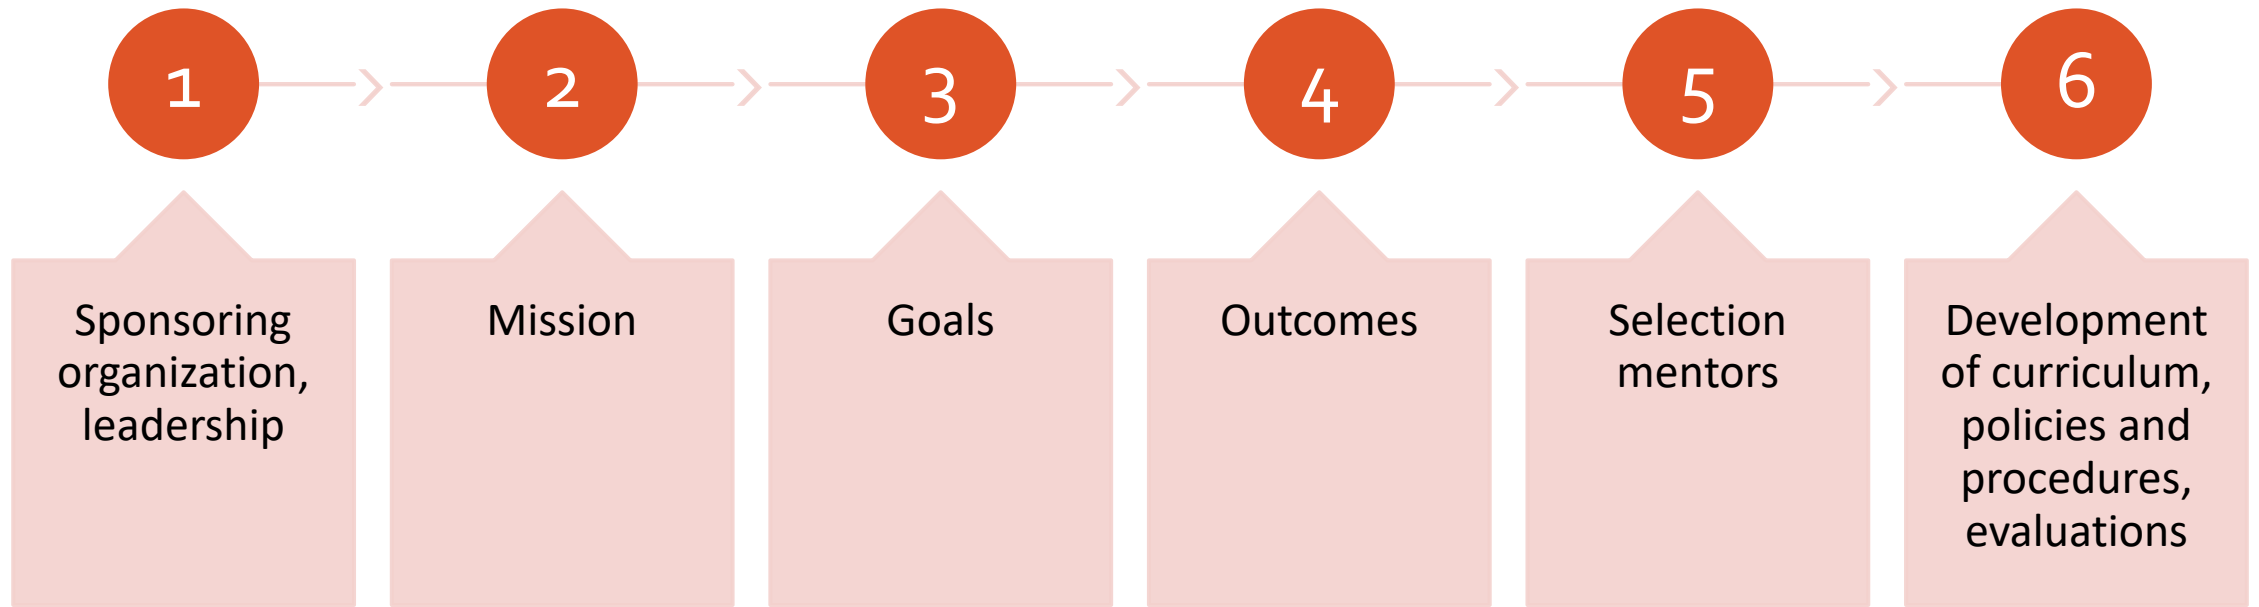 1
2
3
4
5
6
Sponsoring
organization,
leadership
Mission
Goals
Outcomes
Selection
mentors
Development
of curriculum,
policies and
procedures,
evaluations